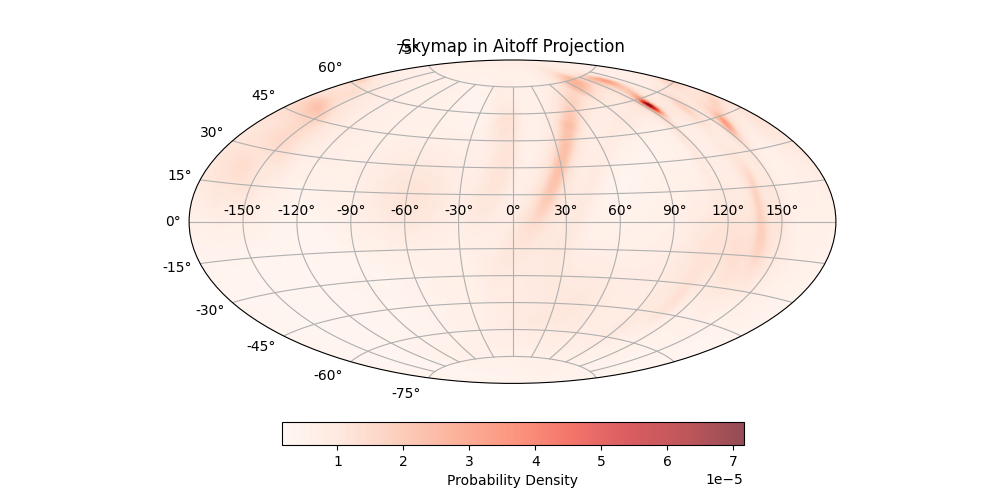 Skymap in Aitoff Projection
75°
60°
45°
30°
15°
0°
-15°
-30°
-45°
-60°
-75°
-150° -120° -90° -60° -30° 0° 30° 60° 90° 120° 150°
1 2 3 4 5 6 7
1e−5
Probability Density